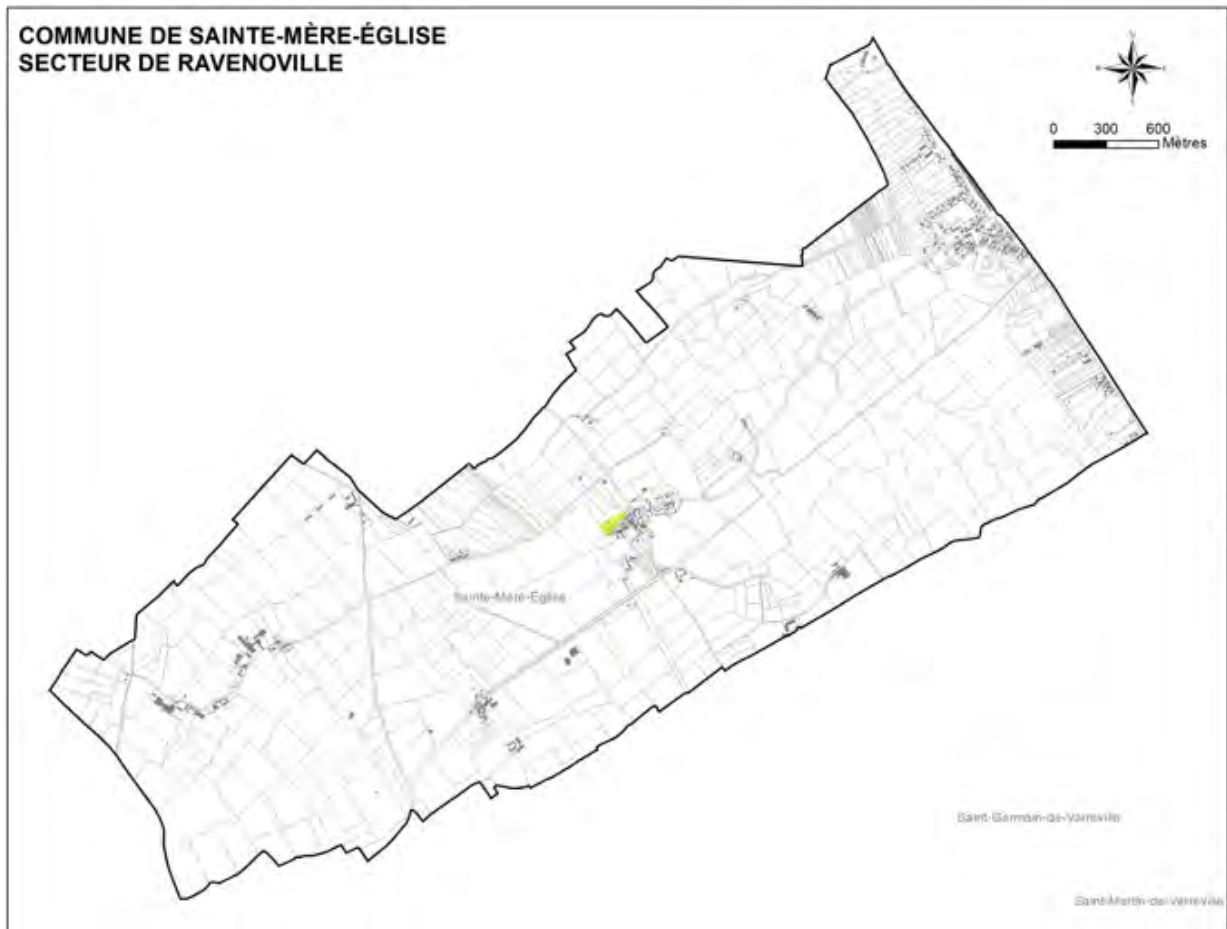 COMMUNE DE SAINTE-MÈRE-ÉGLISE
SECTEUR DE RAVENOVILLE
0 300 600
Mètres
Sainte-Mère-Église
Saint-Germain-de-Varreville
Saint-Martin-de-Varreville